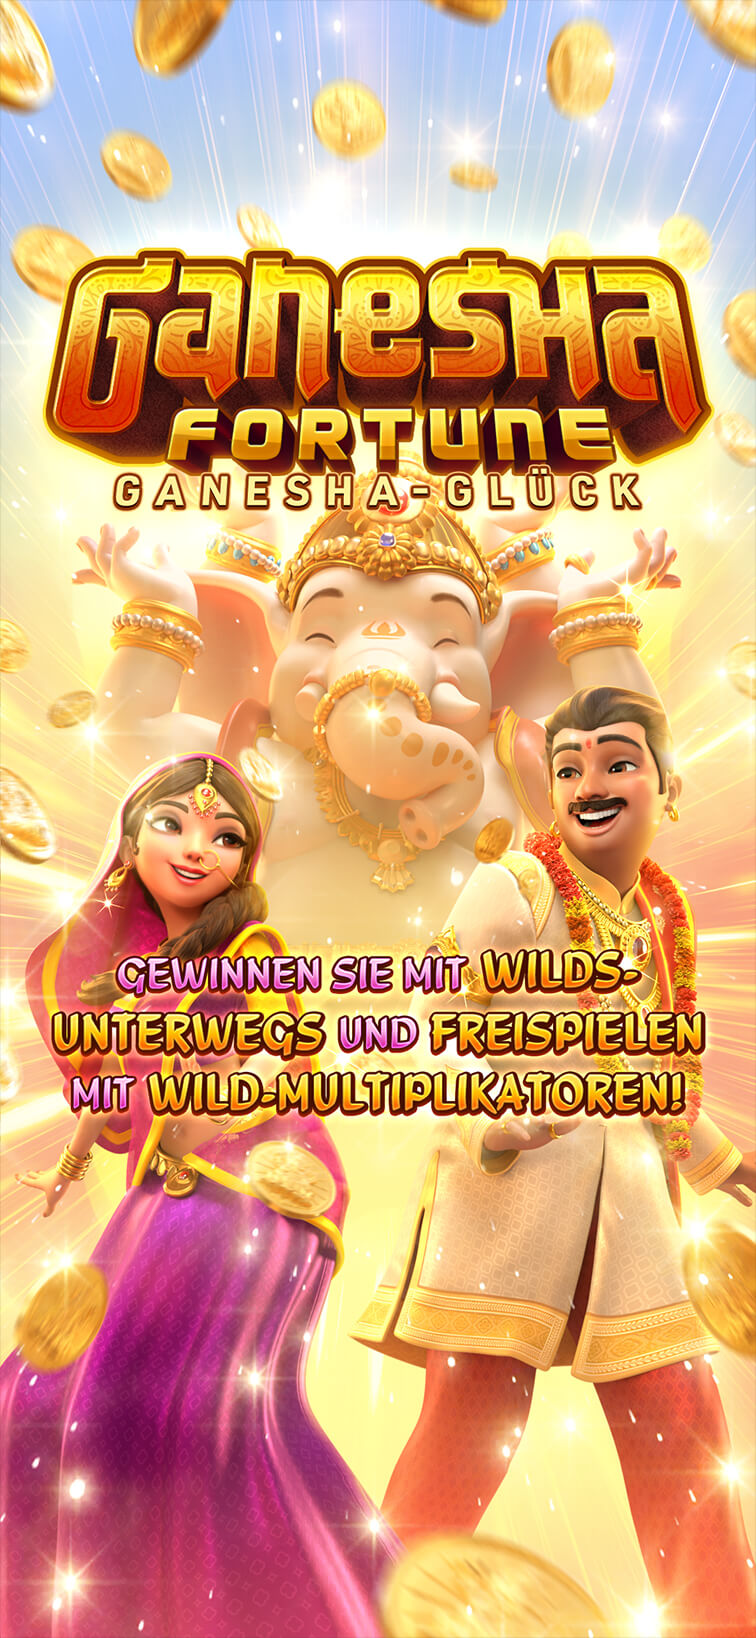 GANESHA
FORTUNE
GANESHA-GLÜCK
GEWINNEN SIE MIT WILDS-
UNTERWEGS UND FREISPIELEN
MIT WILD-MULTIPLIKATOREN!